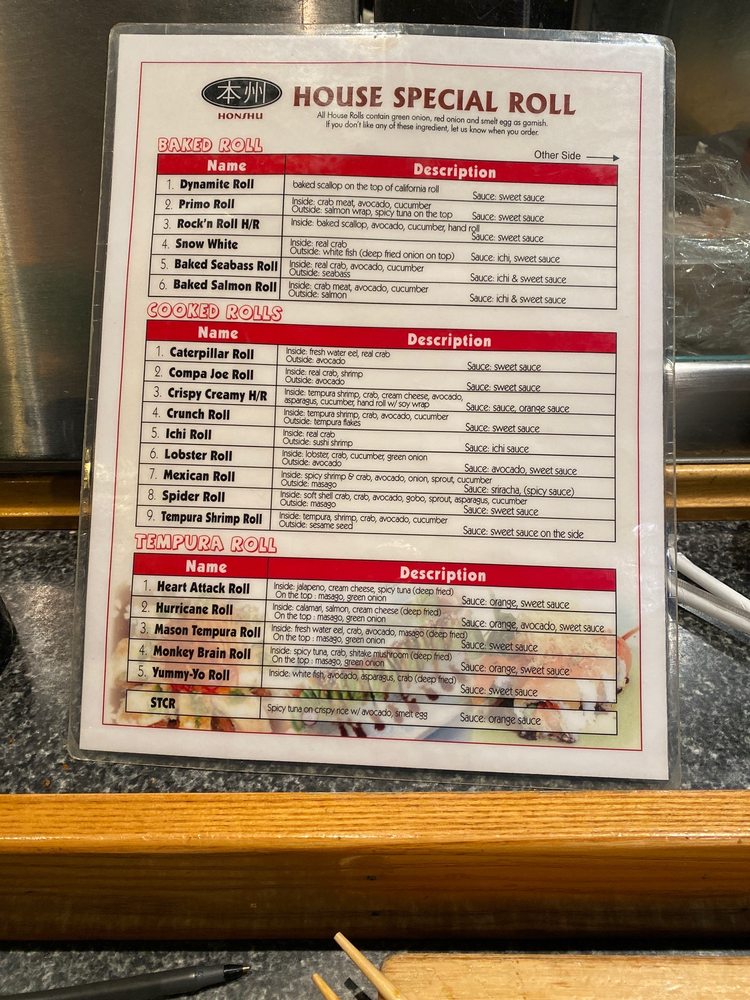 本州
HONSHU
HOUSE SPECIAL ROLL
All House Rolls contain green onion, red onion and smelt egg as garnish.
If you don't like any of these ingredient, let us know when you order.
Other Side
BAKED ROLL
Name Description
1. Dynamite Roll baked scallop on the top of california roll
Sauce: sweet sauce
2. Primo Roll Inside: crab meat, avocado, cucumber
Outside: salmon wrap, spicy tuna on the top Sauce: sweet sauce
3. Rock'n Roll H/R Inside: baked scallop, avocado, cucumber, hand roll
Sauce: sweet sauce
4. Snow White Inside: real crab
Outside: white fish (deep fried onion on top) Sauce: ichi, sweet sauce
5. Baked Seabass Roll Inside: real crab, avocado, cucumber
Outside: seabass Sauce: ichi & sweet sauce
6. Baked Salmon Roll Inside: crab meat, avocado, cucumber
Outside: salmon Sauce: ichi & sweet sauce
COOKED ROLLS
Name Description
1. Caterpillar Roll Inside: fresh water eel, real crab
Outside: avocado Sauce: sweet sauce
2. Compa Joe Roll Inside: real crab, shrimp
Outside: avocado Sauce: sweet sauce
3. Crispy Creamy H/R Inside: tempura shrimp, crab, cream cheese, avocado,
asparagus, cucumber, hand roll w/ soy wrap Sauce: sauce, orange sauce
4. Crunch Roll Inside: tempura shrimp, crab, avocado, cucumber
Outside: tempura flakes Sauce: sweet sauce
5. Ichi Roll Inside: real crab
Outside: sushi shrimp Sauce: ichi sauce
6. Lobster Roll Inside: lobster, crab, cucumber, green onion
Outside: avocado Sauce: avocado, sweet sauce
7. Mexican Roll Inside: spicy shrimp & crab, avocado, onion, sprout, cucumber
Outside: masago Sauce: sriracha, (spicy sauce)
8. Spider Roll Inside: soft shell crab, crab, avocado, gobo, sprout, asparagus, cucumber
Outside: masago Sauce: sweet sauce
9. Tempura Shrimp Roll Inside: tempura, shrimp, crab, avocado, cucumber
Outside: sesame seed Sauce: sweet sauce on the side
TEMPURA ROLL
Name Description
1. Heart Attack Roll Inside: jalapeno, cream cheese, spicy tuna (deep fried)
On the top : masago, green onion Sauce: orange, sweet sauce
2. Hurricane Roll Inside: calamari, salmon, cream cheese (deep fried)
On the top : masago, green onion Sauce: orange, avocado, sweet sauce
3. Mason Tempura Roll Inside: fresh water eel, crab, avocado, masago (deep fried)
On the top : masago, green onion Sauce: sweet sauce
4. Monkey Brain Roll Inside: spicy tuna, crab, shitake mushroom (deep fried)
On the top : masago, green onion Sauce: orange, sweet sauce
5. Yummy-Yo Roll Inside: white fish, avocado, asparagus, crab (deep fried)
Sauce: sweet sauce
STCR Spicy tuna on crispy rice w/ avocado, smelt egg Sauce: orange sauce